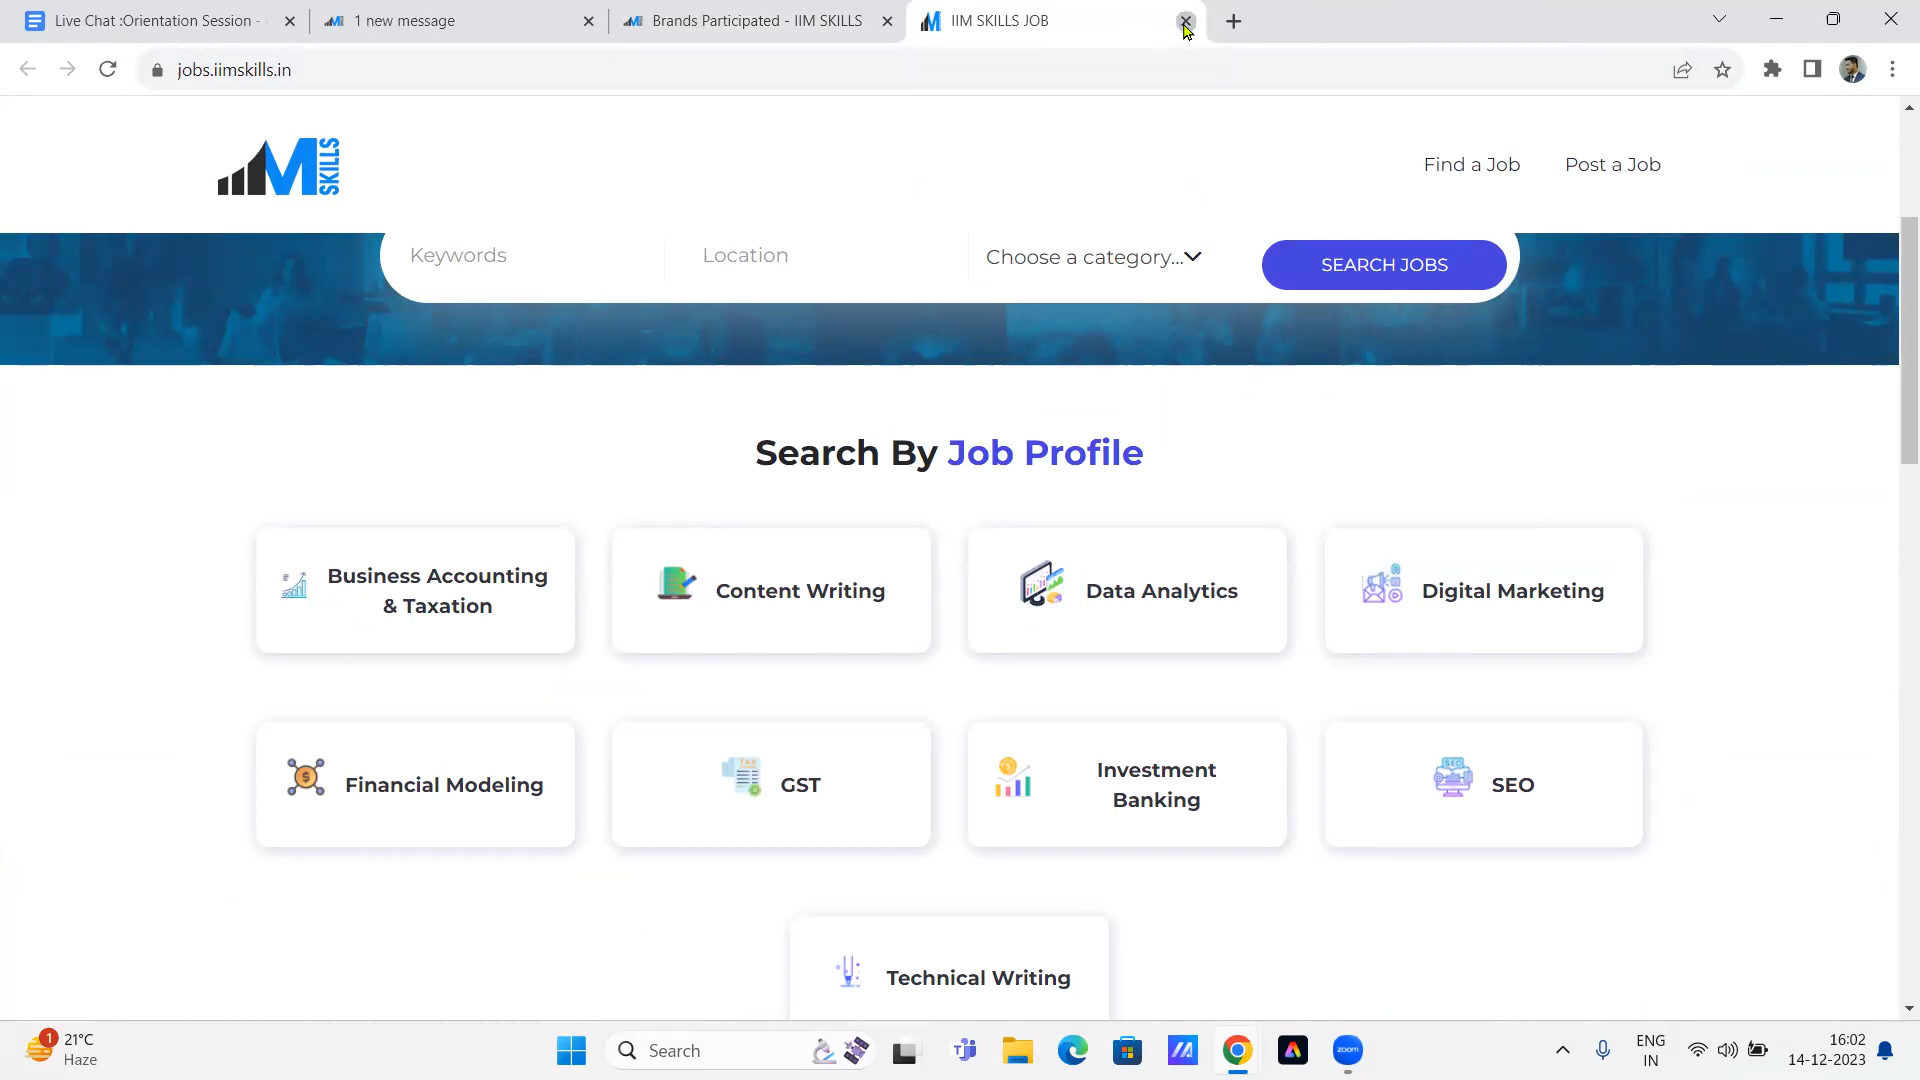 Live Chat :Orientation Session -
1 new message
Brands Participated - IIM SKILLS
IIM SKILLS JOB
jobs.iimskills.in
IIM SKILLS
Find a Job
Post a Job
Keywords
Location
Choose a category...
SEARCH JOBS
Search By Job Profile
Business Accounting
& Taxation
Content Writing
Data Analytics
Digital Marketing
Financial Modeling
GST
Investment
Banking
SEO
Technical Writing
1
21°C
Haze
Search
zoom
ENG
IN
16:02
14-12-2023